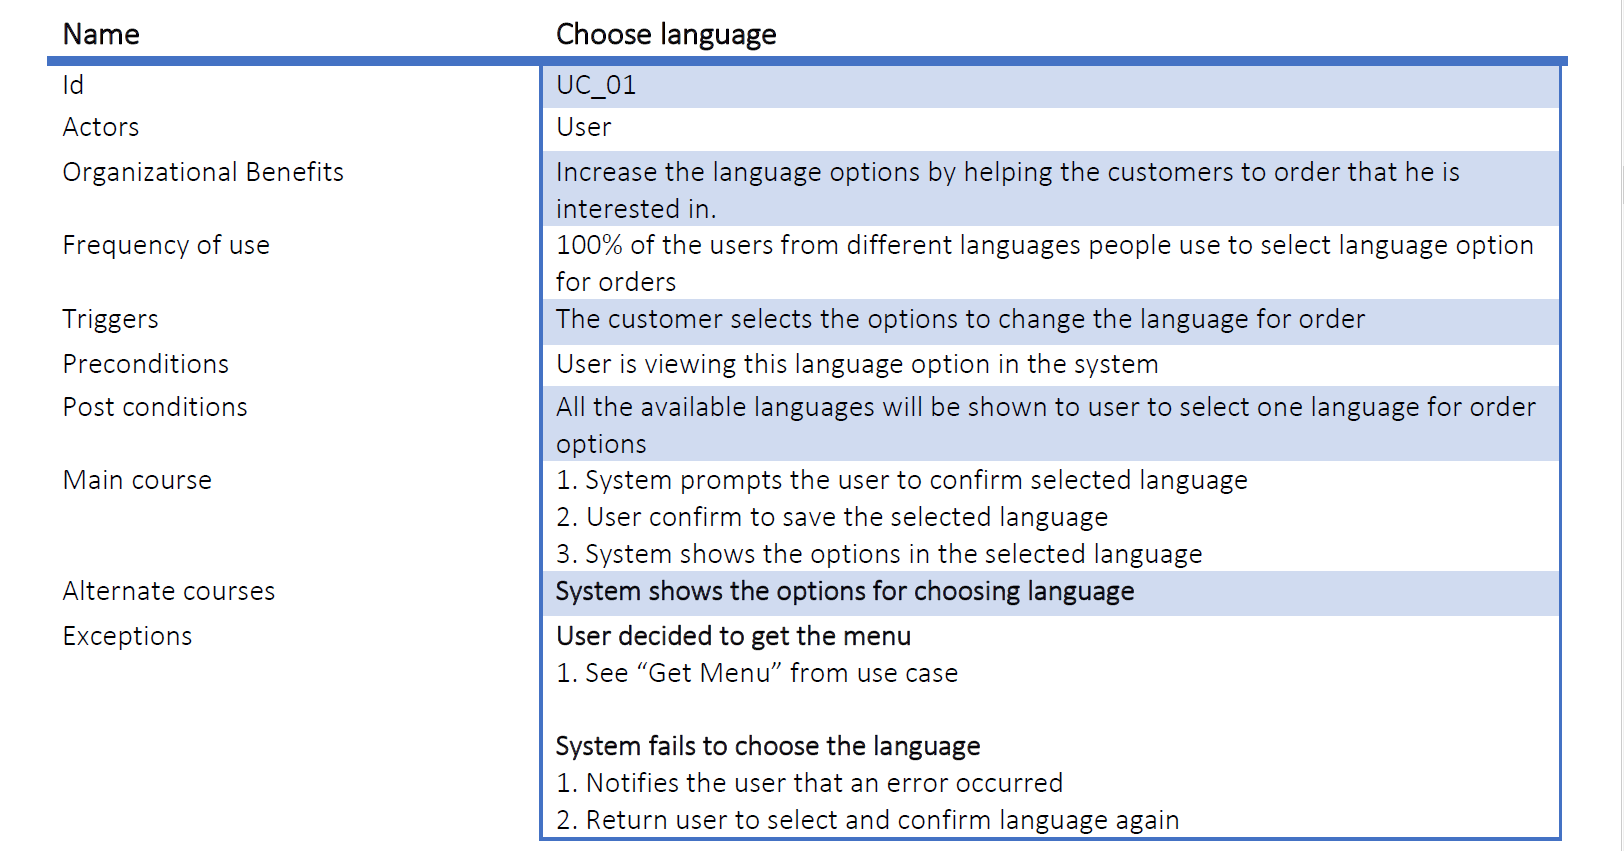 Name Choose language
Id UC_01
Actors User
Organizational Benefits Increase the language options by helping the customers to order that he is
interested in.
Frequency of use 100% of the users from different languages people use to select language option
for orders
Triggers The customer selects the options to change the language for order
Preconditions User is viewing this language option in the system
Post conditions All the available languages will be shown to user to select one language for order
options
Main course 1. System prompts the user to confirm selected language
2. User confirm to save the selected language
3. System shows the options in the selected language
Alternate courses System shows the options for choosing language
Exceptions User decided to get the menu
1. See “Get Menu” from use case
System fails to choose the language
1. Notifies the user that an error occurred
2. Return user to select and confirm language again